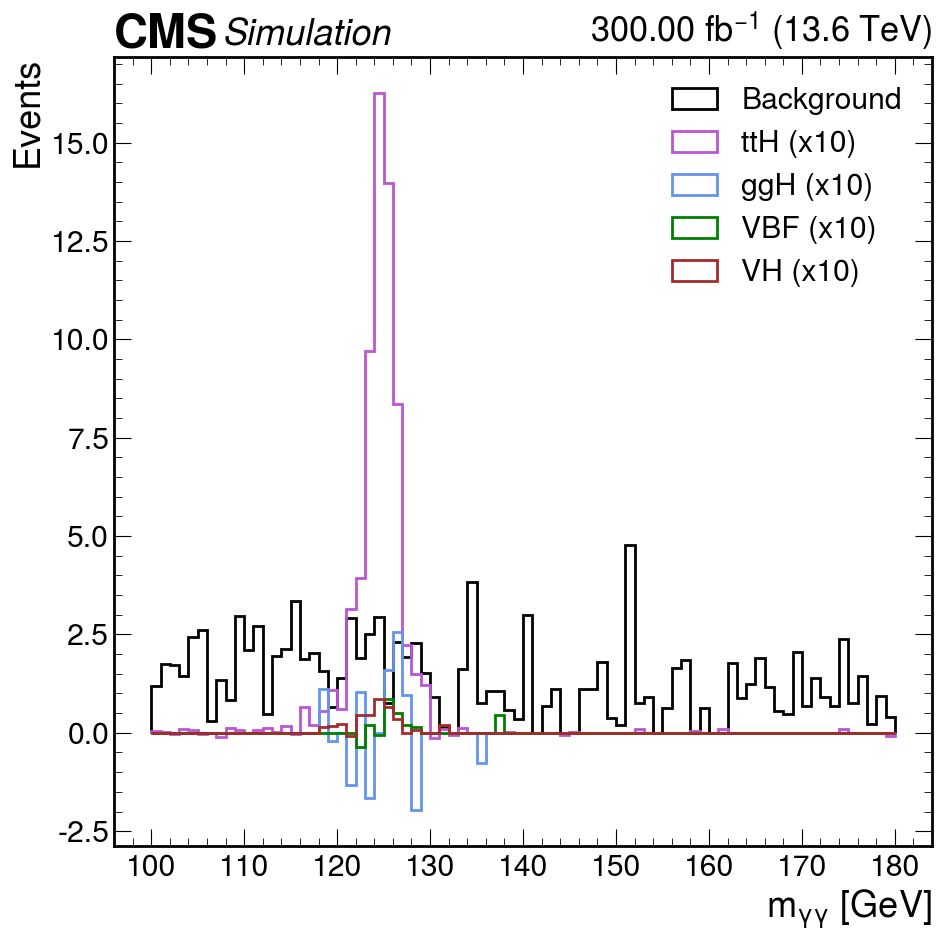 CMS Simulation 300.00 fb⁻¹ (13.6 TeV)
Events
Background
ttH (x10)
ggH (x10)
VBF (x10)
VH (x10)
15.0
12.5
10.0
7.5
5.0
2.5
0.0
-2.5
100 110 120 130 140 150 160 170 180
mγγ [GeV]